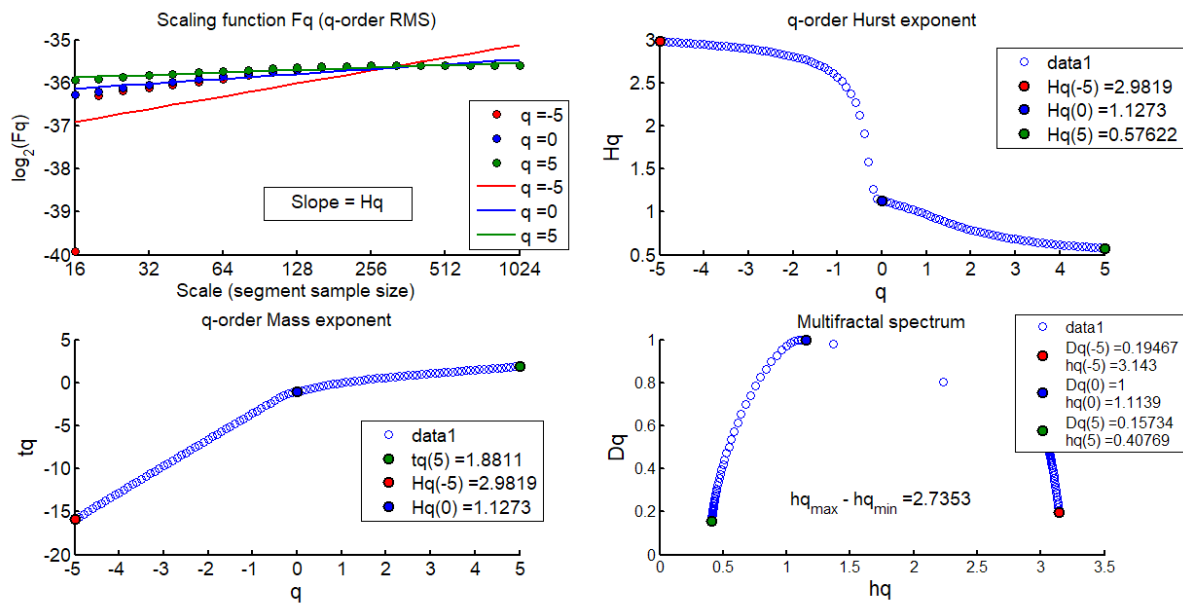 Scaling function Fq (q-order RMS)
-35
-36
-37
-38
-39
-40
log2(Fq)
q =-5
q =0
q =5
q =-5
q =0
q =5
Slope = Hq
16 32 64 128 256 512 1024
Scale (segment sample size)
q-order Hurst exponent
3
2.5
2
1.5
1
0.5
Hq
data1
Hq(-5) =2.9819
Hq(0) =1.1273
Hq(5) =0.57622
-5 -4 -3 -2 -1 0 1 2 3 4 5
q
q-order Mass exponent
5
0
-5
-10
-15
-20
tq
data1
tq(5) =1.8811
Hq(-5) =2.9819
Hq(0) =1.1273
-5 -4 -3 -2 -1 0 1 2 3 4 5
q
Multifractal spectrum
1
0.8
0.6
0.4
0.2
0
Dq
data1
Dq(-5) =0.19467
hq(-5) =3.143
Dq(0) =1
hq(0) =1.1139
Dq(5) =0.15734
hq(5) =0.40769
hqmax - hqmin =2.7353
0 0.5 1 1.5 2 2.5 3 3.5
hq